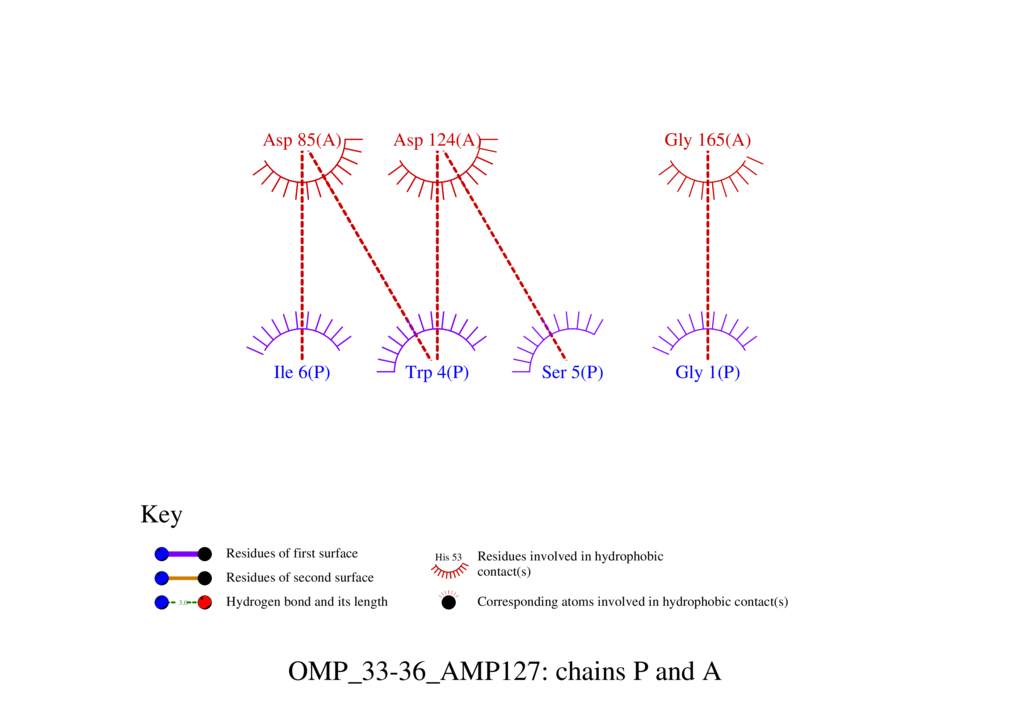 Asp 85(A) Asp 124(A) Gly 165(A)
Ile 6(P) Trp 4(P) Ser 5(P) Gly 1(P)
Key
Residues of first surface
Residues of second surface
3.0
Hydrogen bond and its length
His 53
Residues involved in hydrophobic
contact(s)
Corresponding atoms involved in hydrophobic contact(s)
OMP_33-36_AMP127: chains P and A